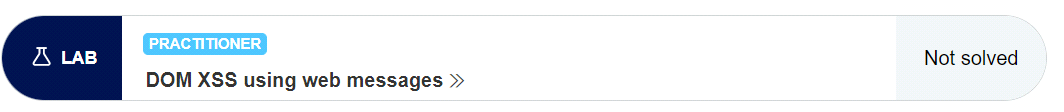 LAB
PRACTITIONER
DOM XSS using web messages
Not solved